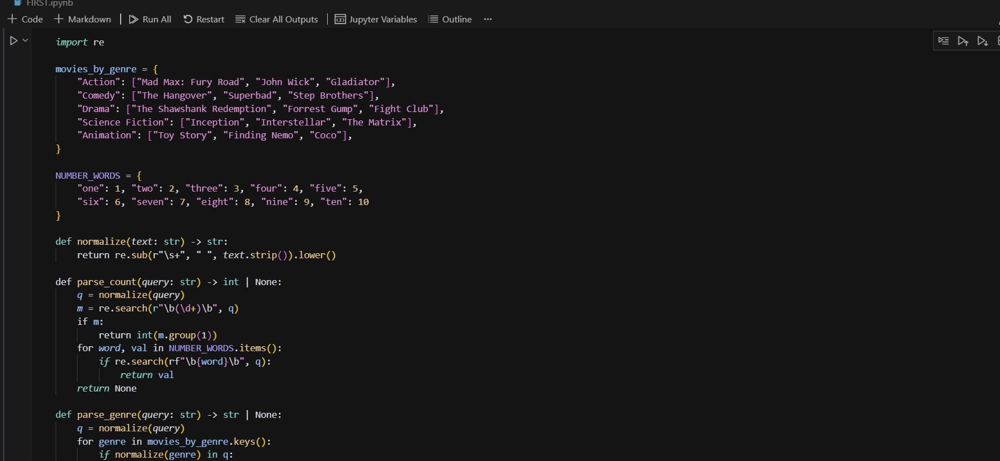 FIRST.ipynb
Code Markdown Run All Restart Clear All Outputs Jupyter Variables Outline ...
import re
movies_by_genre = {
    "Action": ["Mad Max: Fury Road", "John Wick", "Gladiator"],
    "Comedy": ["The Hangover", "Superbad", "Step Brothers"],
    "Drama": ["The Shawshank Redemption", "Forrest Gump", "Fight Club"],
    "Science Fiction": ["Inception", "Interstellar", "The Matrix"],
    "Animation": ["Toy Story", "Finding Nemo", "Coco"],
}
NUMBER_WORDS = {
    "one": 1, "two": 2, "three": 3, "four": 4, "five": 5,
    "six": 6, "seven": 7, "eight": 8, "nine": 9, "ten": 10
}
def normalize(text: str) -> str:
    return re.sub(r"\s+", " ", text.strip()).lower()
def parse_count(query: str) -> int | None:
    q = normalize(query)
    m = re.search(r"\b(\d+)\b", q)
    if m:
        return int(m.group(1))
    for word, val in NUMBER_WORDS.items():
        if re.search(rf"\b{word}\b", q):
            return val
    return None
def parse_genre(query: str) -> str | None:
    q = normalize(query)
    for genre in movies_by_genre.keys():
        if normalize(genre) in q: